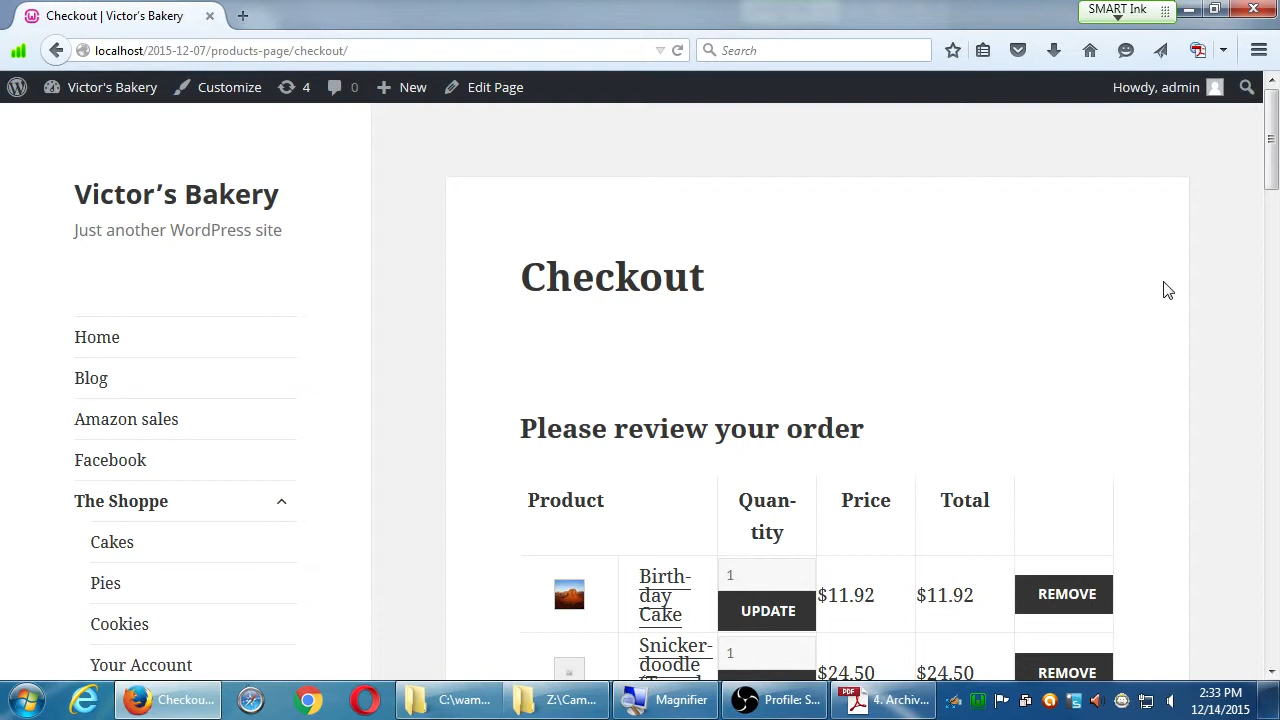 Checkout | Victor's Bakery
SMART Ink
localhost/2015-12-07/products-page/checkout/
Search
Victor's Bakery
Customize
4
0
New
Edit Page
Howdy, admin
Victor’s Bakery
Just another WordPress site
Home
Blog
Amazon sales
Facebook
The Shoppe
Cakes
Pies
Cookies
Your Account
Checkout
Please review your order
Product
Quan-
tity
Price
Total
Birth-
day
Cake
1
UPDATE
$11.92
$11.92
REMOVE
Snicker-
doodle
1
$24.50
$24.50
REMOVE
Checkou...
C:\wam...
Z:\Cam...
Magnifier
Profile: S...
PDF
4. Archiv...
2:33 PM
12/14/2015